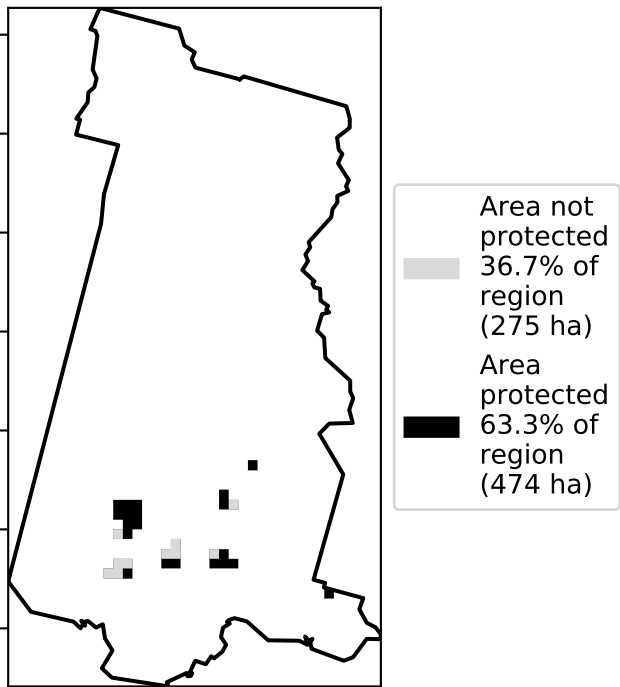 Area not
protected
36.7% of
region
(275 ha)
Area
protected
63.3% of
region
(474 ha)